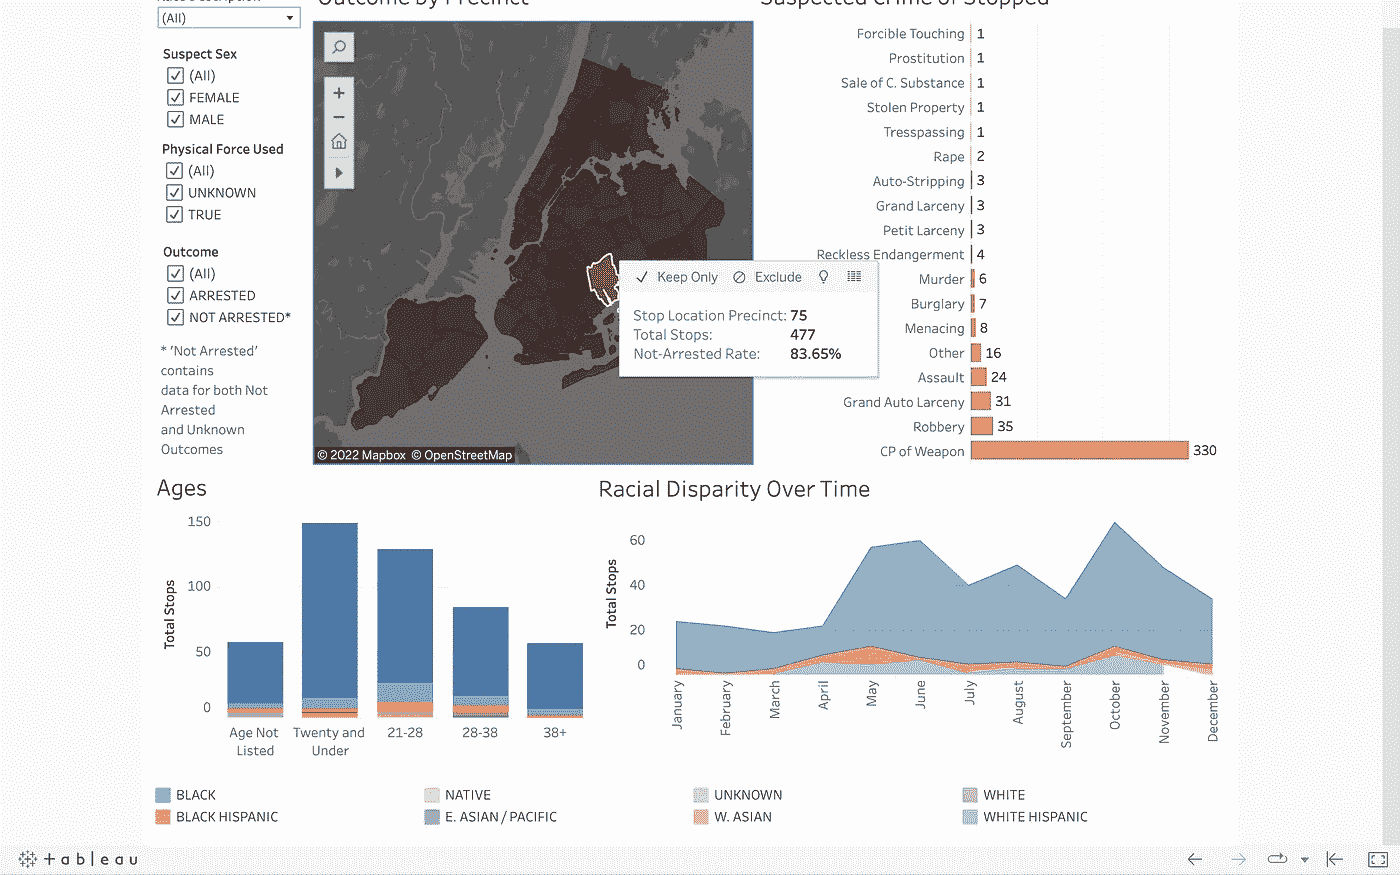 Outcome by Precinct
Suspected Crime of Stopped
(All)
Suspect Sex
(All)
FEMALE
MALE
Physical Force Used
(All)
UNKNOWN
TRUE
Outcome
(All)
ARRESTED
NOT ARRESTED*
* 'Not Arrested'
contains
data for both Not
Arrested
and Unknown
Outcomes
Keep Only Exclude
Stop Location Precinct: 75
Total Stops: 477
Not-Arrested Rate: 83.65%
© 2022 Mapbox © OpenStreetMap
Forcible Touching 1
Prostitution 1
Sale of C. Substance 1
Stolen Property 1
Tresspassing 1
Rape 2
Auto-Stripping 3
Grand Larceny 3
Petit Larceny 3
Reckless Endangerment 4
Murder 6
Burglary 7
Menacing 8
Other 16
Assault 24
Grand Auto Larceny 31
Robbery 35
CP of Weapon 330
Ages
Total Stops
150
100
50
0
Age Not
Listed
Twenty and
Under
21-28
28-38
38+
Racial Disparity Over Time
Total Stops
60
40
20
0
January
February
March
April
May
June
July
August
September
October
November
December
BLACK
NATIVE
UNKNOWN
WHITE
BLACK HISPANIC
E. ASIAN / PACIFIC
W. ASIAN
WHITE HISPANIC
+ a b l e a u